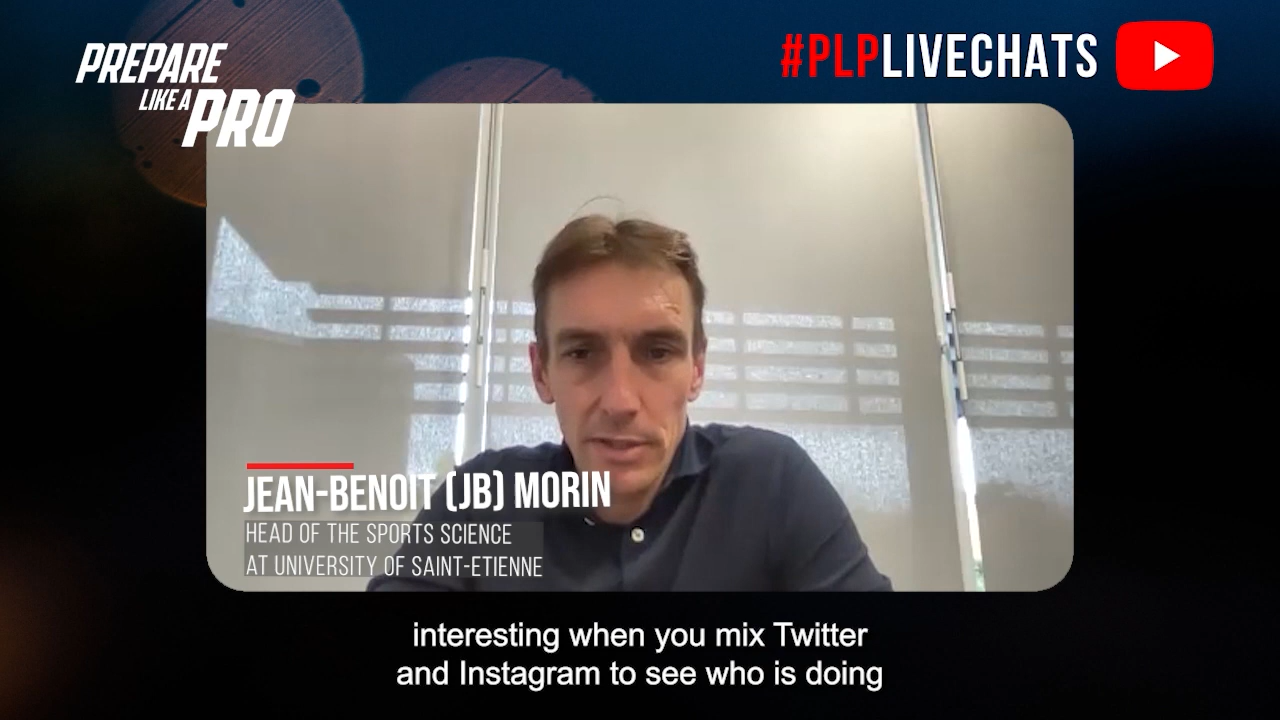 PREPARE
LIKE A
PRO
#PLPLIVECHATS
JEAN-BENOIT (JB) MORIN
HEAD OF THE SPORTS SCIENCE
AT UNIVERSITY OF SAINT-ETIENNE
interesting when you mix Twitter
and Instagram to see who is doing